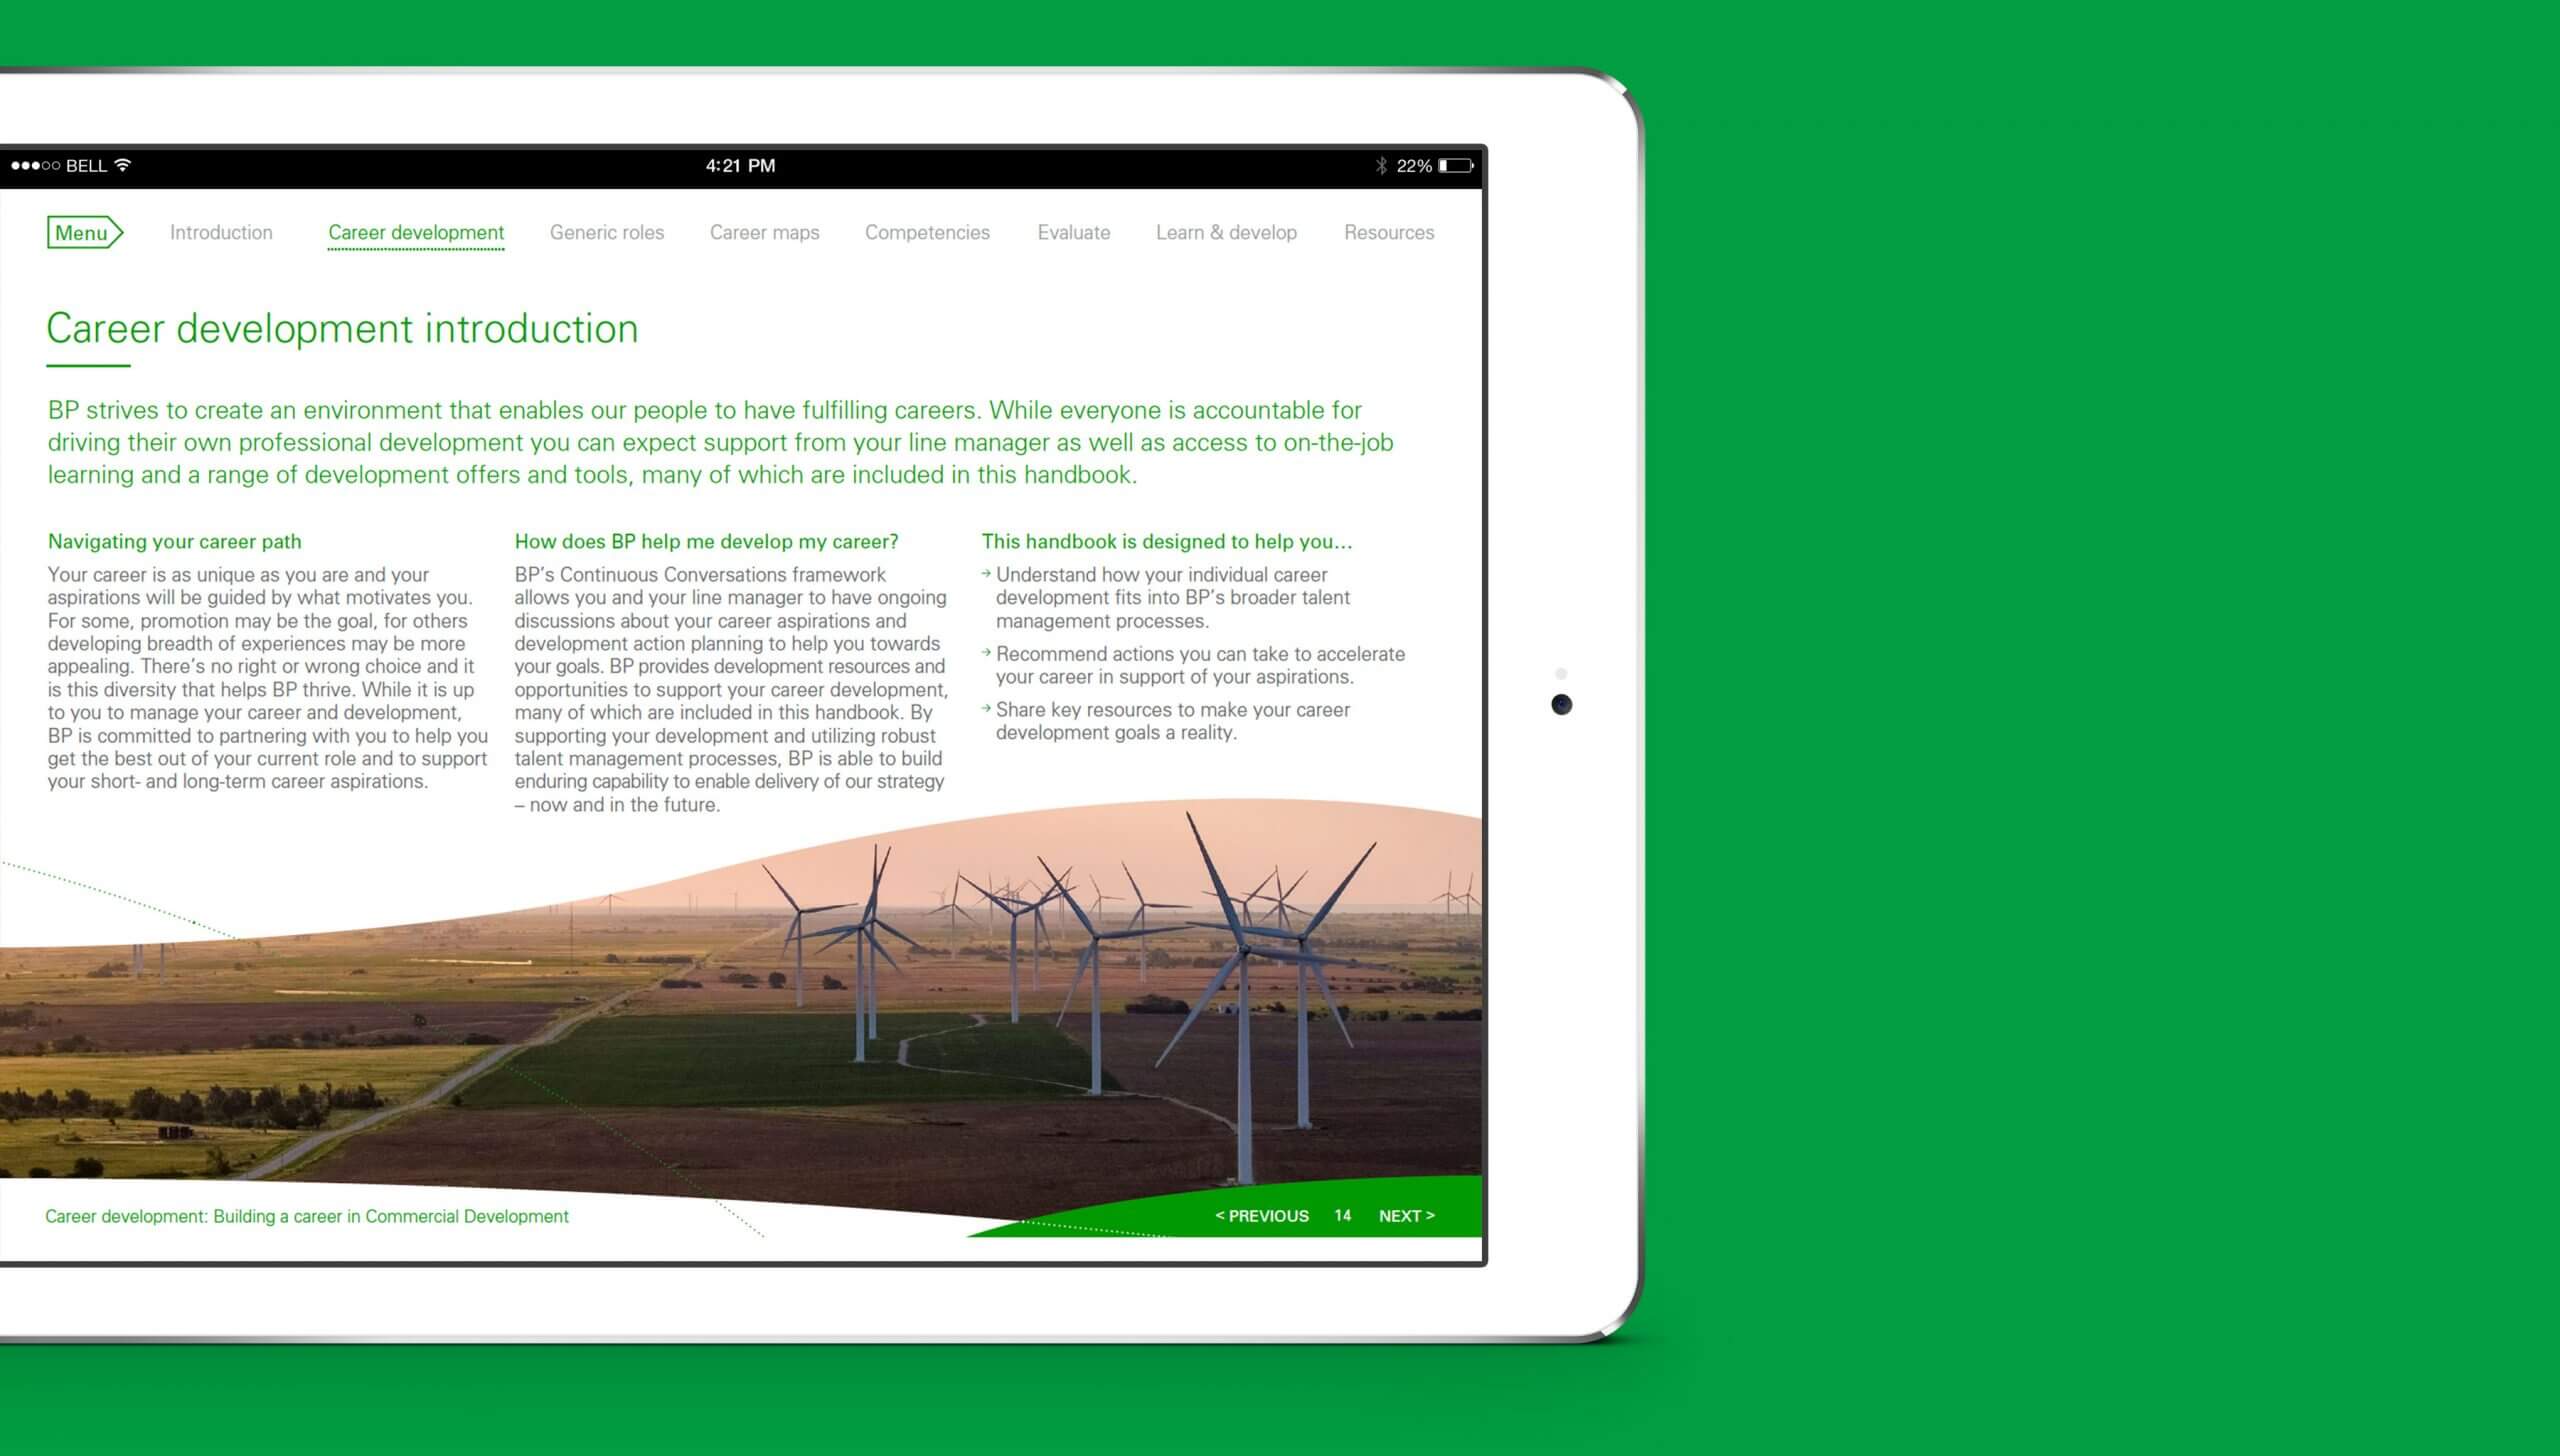 BELL
4:21 PM
22%
Menu
Introduction
Career development
Generic roles
Career maps
Competencies
Evaluate
Learn & develop
Resources
Career development introduction
BP strives to create an environment that enables our people to have fulfilling careers. While everyone is accountable for
driving their own professional development you can expect support from your line manager as well as access to on-the-job
learning and a range of development offers and tools, many of which are included in this handbook.
Navigating your career path
Your career is as unique as you are and your
aspirations will be guided by what motivates you.
For some, promotion may be the goal, for others
developing breadth of experiences may be more
appealing. There's no right or wrong choice and it
is this diversity that helps BP thrive. While it is up
to you to manage your career and development,
BP is committed to partnering with you to help you
get the best out of your current role and to support
your short- and long-term career aspirations.
How does BP help me develop my career?
BP's Continuous Conversations framework
allows you and your line manager to have ongoing
discussions about your career aspirations and
development action planning to help you towards
your goals. BP provides development resources and
opportunities to support your career development,
many of which are included in this handbook. By
supporting your development and utilizing robust
talent management processes, BP is able to build
enduring capability to enable delivery of our strategy
– now and in the future.
This handbook is designed to help you...
→ Understand how your individual career
development fits into BP's broader talent
management processes.
→ Recommend actions you can take to accelerate
your career in support of your aspirations.
→ Share key resources to make your career
development goals a reality.
Career development: Building a career in Commercial Development
< PREVIOUS
14
NEXT >